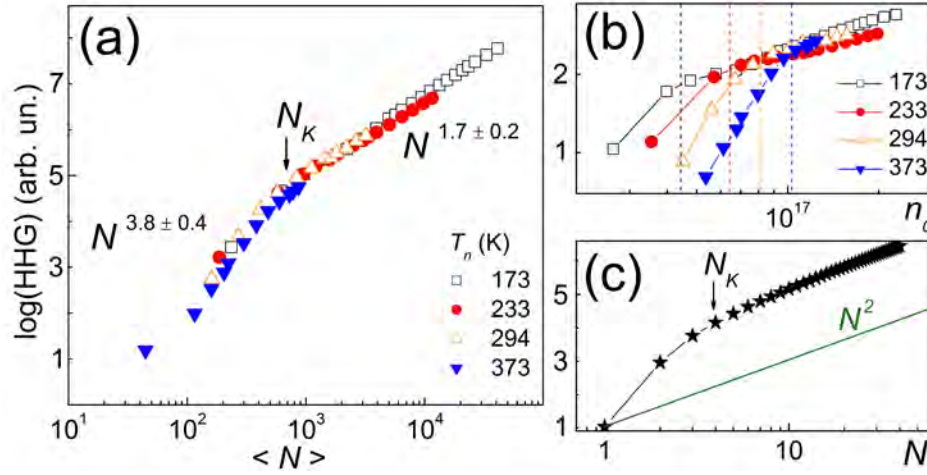 (a)
log(HHG) (arb. un.)
7
5
3
1
N_K
N^1.7 ± 0.2
N^3.8 ± 0.4
T_n (K)
173
233
294
373
10^1 10^2 10^3 10^4
< N >
(b)
2
1
173
233
294
373
10^17
(c)
5
3
1
N_K
N^2
1 10
N